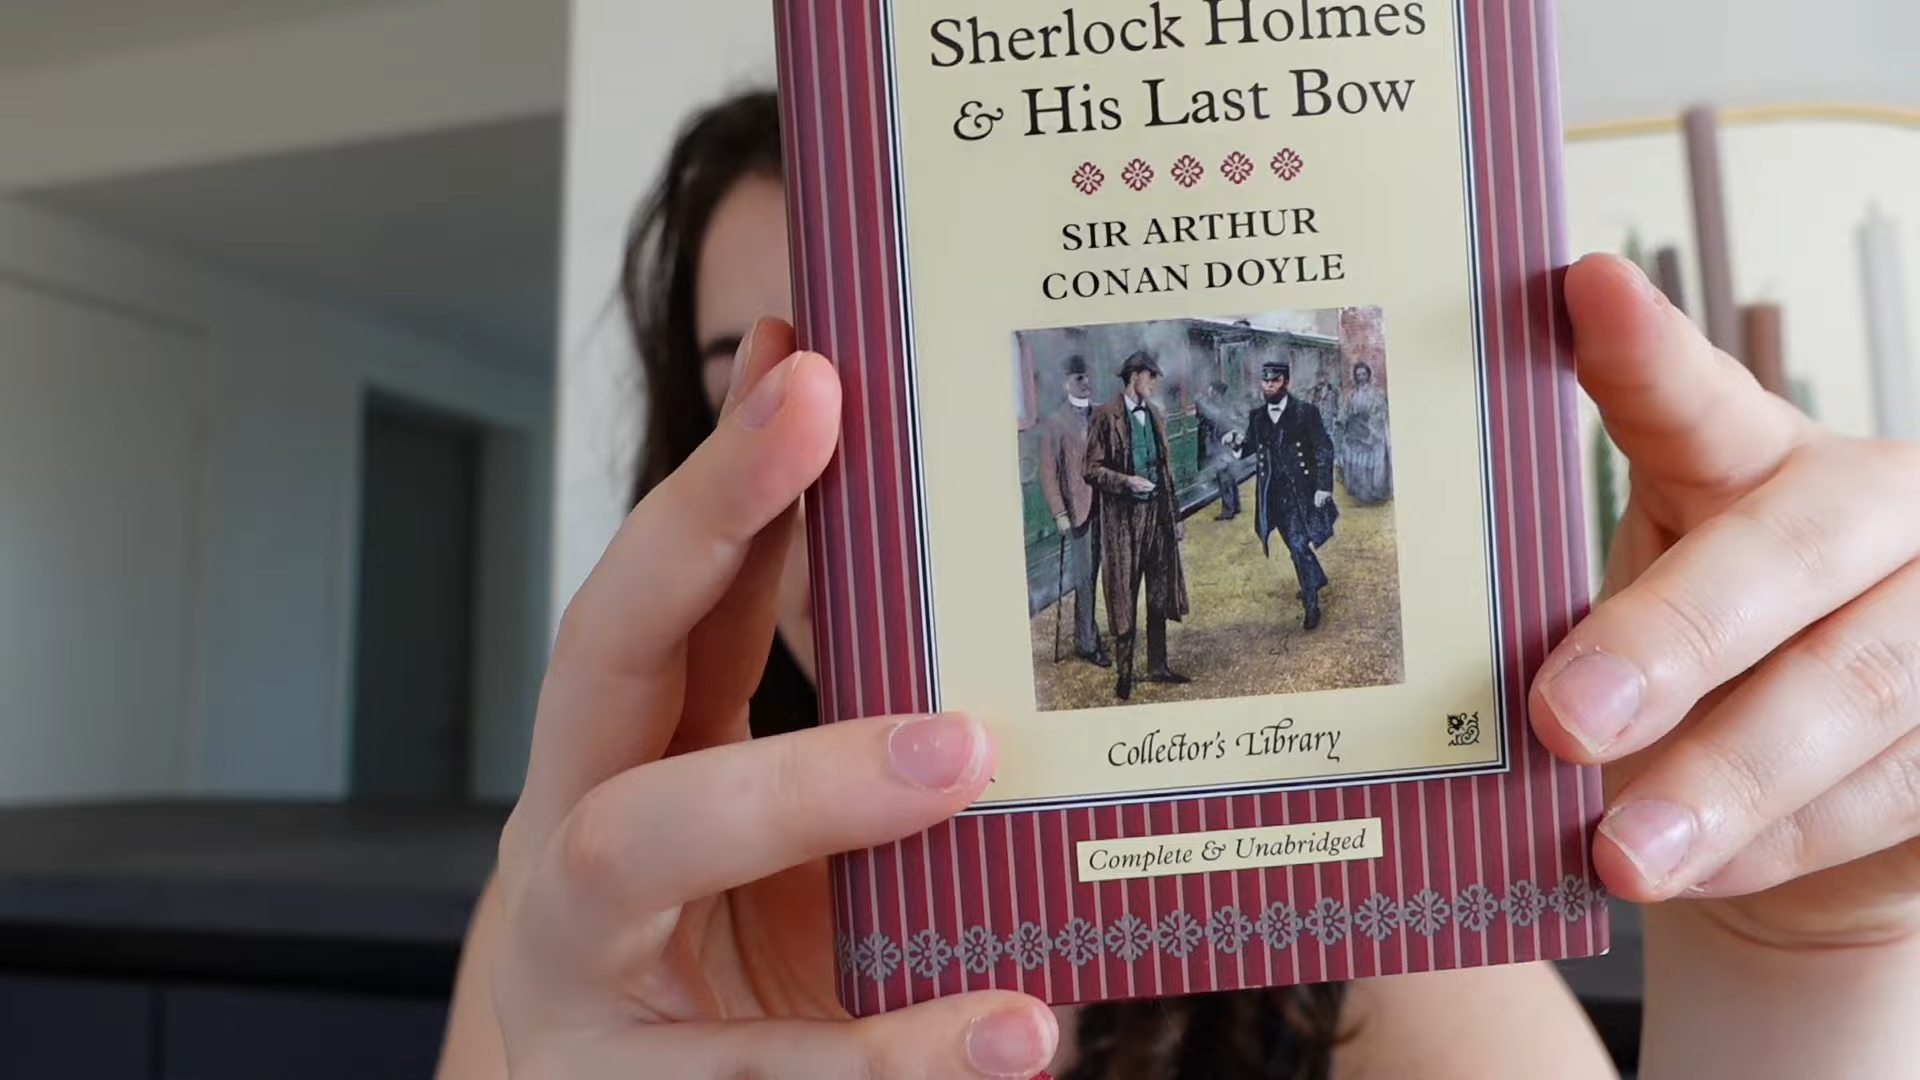 Sherlock Holmes
& His Last Bow
SIR ARTHUR
CONAN DOYLE
Collector's Library
Complete & Unabridged